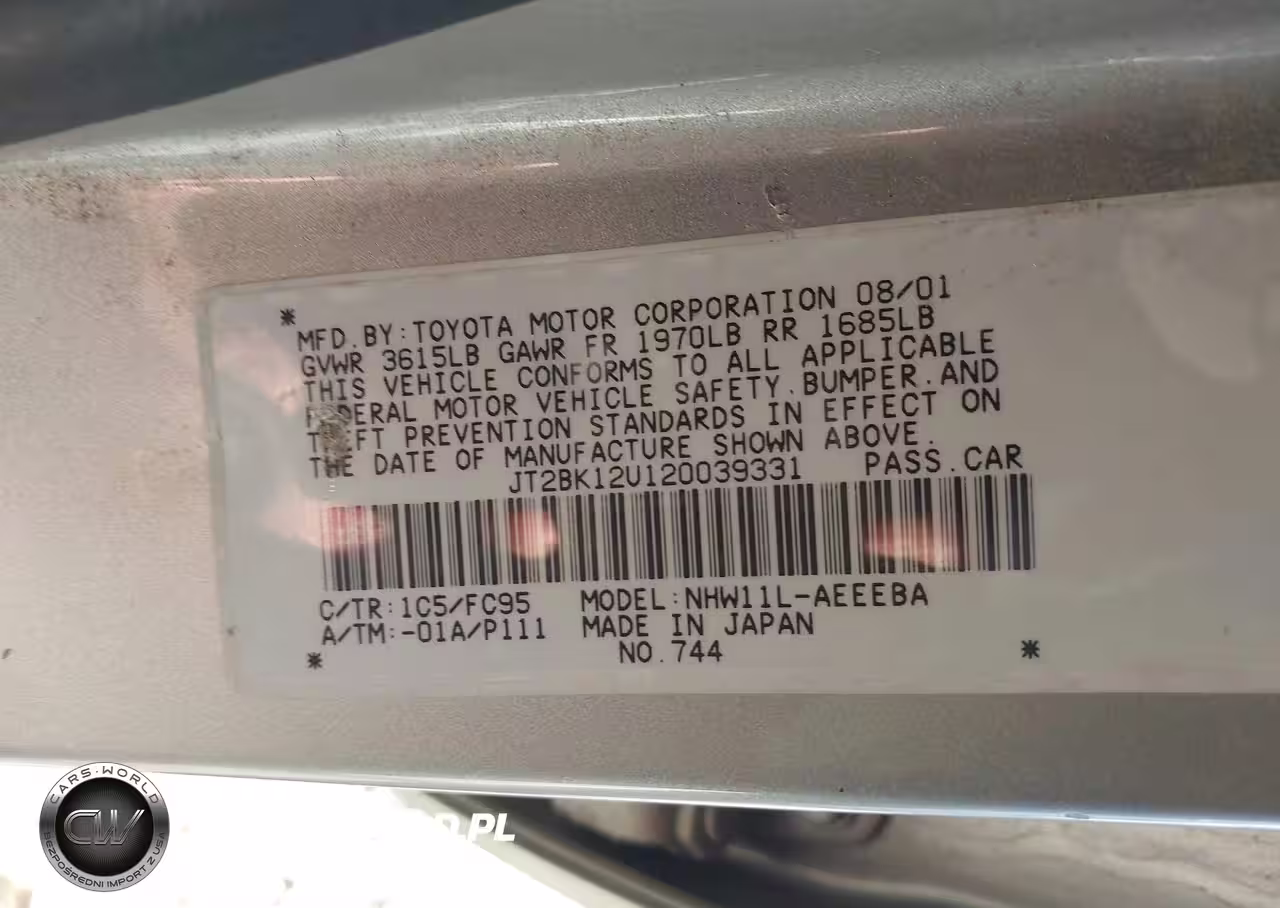 *
MFD.BY:TOYOTA MOTOR CORPORATION 08/01
GVWR 3615LB GAWR FR 1970LB RR 1685LB
THIS VEHICLE CONFORMS TO ALL APPLICABLE
FEDERAL MOTOR VEHICLE SAFETY.BUMPER.AND
THEFT PREVENTION STANDARDS IN EFFECT ON
THE DATE OF MANUFACTURE SHOWN ABOVE.
JT2BK12U120039331 PASS.CAR
C/TR:1C5/FC95 MODEL:NHW11L-AEEEBA
A/TM:-01A/P111 MADE IN JAPAN
* NO.744 *
CARS·WORLD
CW
BEZPOŚREDNI IMPORT Z USA
.PL